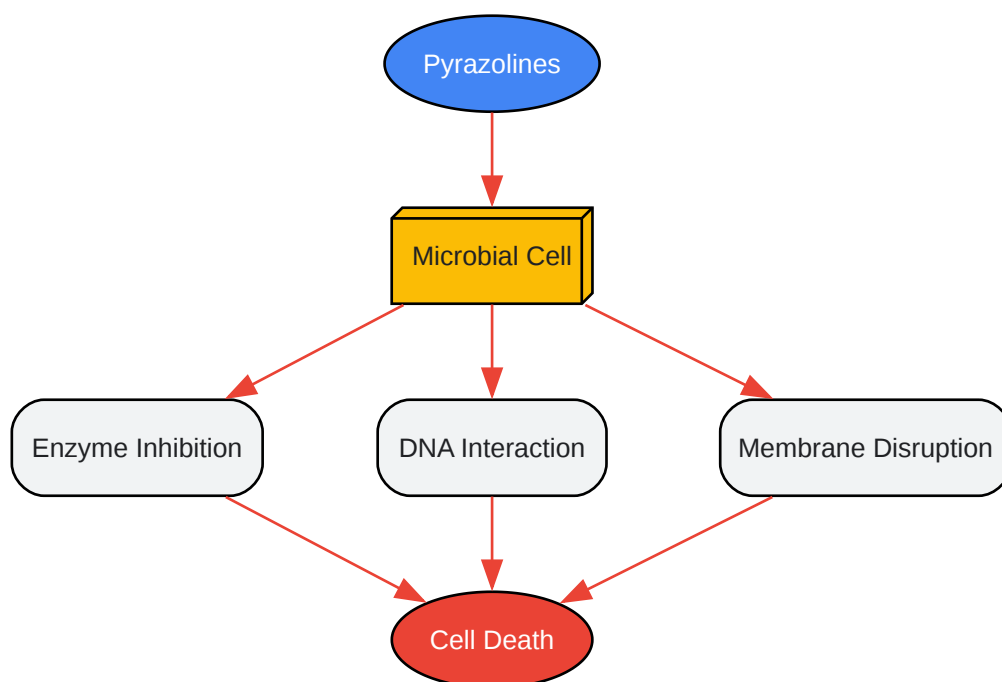 Pyrazolines
Microbial Cell
Enzyme Inhibition
DNA Interaction
Membrane Disruption
Cell Death